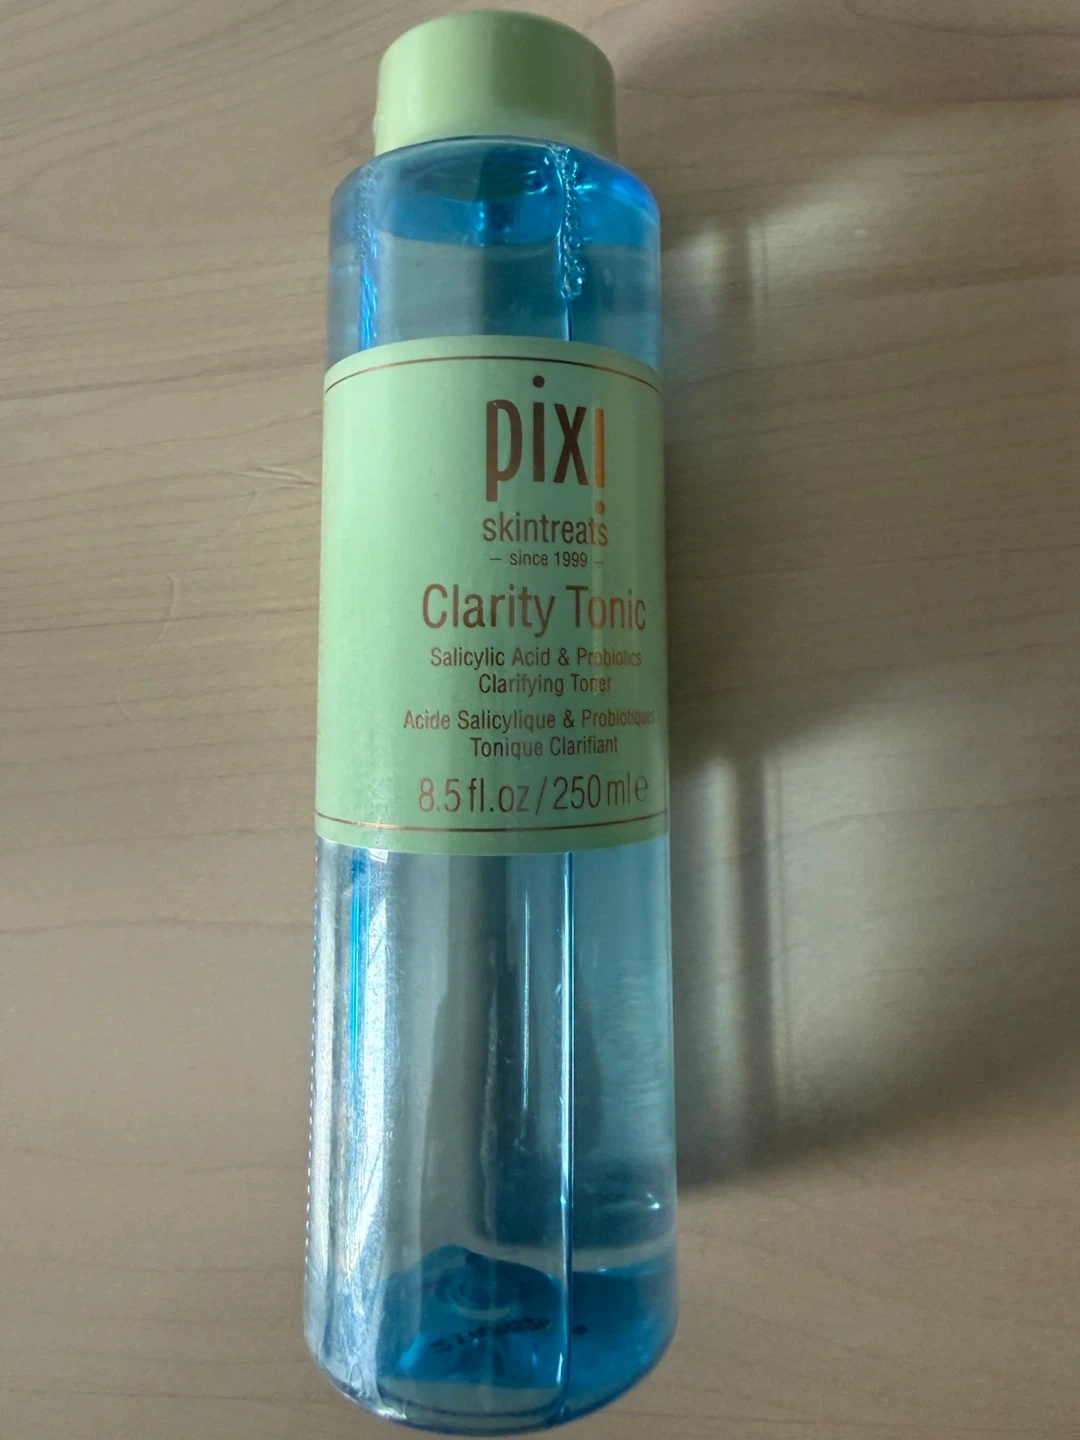 pixi
skintreats
– since 1999 –
Clarity Tonic
Salicylic Acid & Probiotics
Clarifying Toner
Acide Salicylique & Probiotiques
Tonique Clarifiant
8.5 fl.oz / 250 ml e